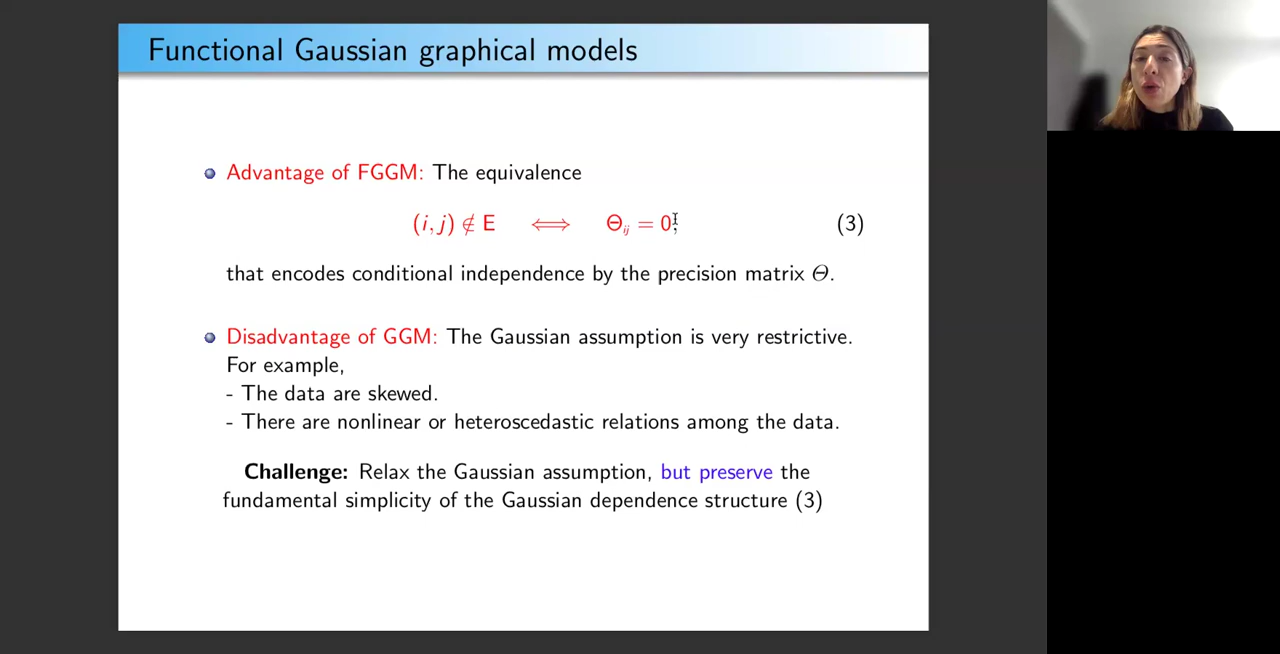 Functional Gaussian graphical models
Advantage of FGGM: The equivalence
(i, j) ∉ E ⟺ Θij = 0, (3)
that encodes conditional independence by the precision matrix Θ.
Disadvantage of GGM: The Gaussian assumption is very restrictive.
For example,
- The data are skewed.
- There are nonlinear or heteroscedastic relations among the data.
Challenge: Relax the Gaussian assumption, but preserve the
fundamental simplicity of the Gaussian dependence structure (3)